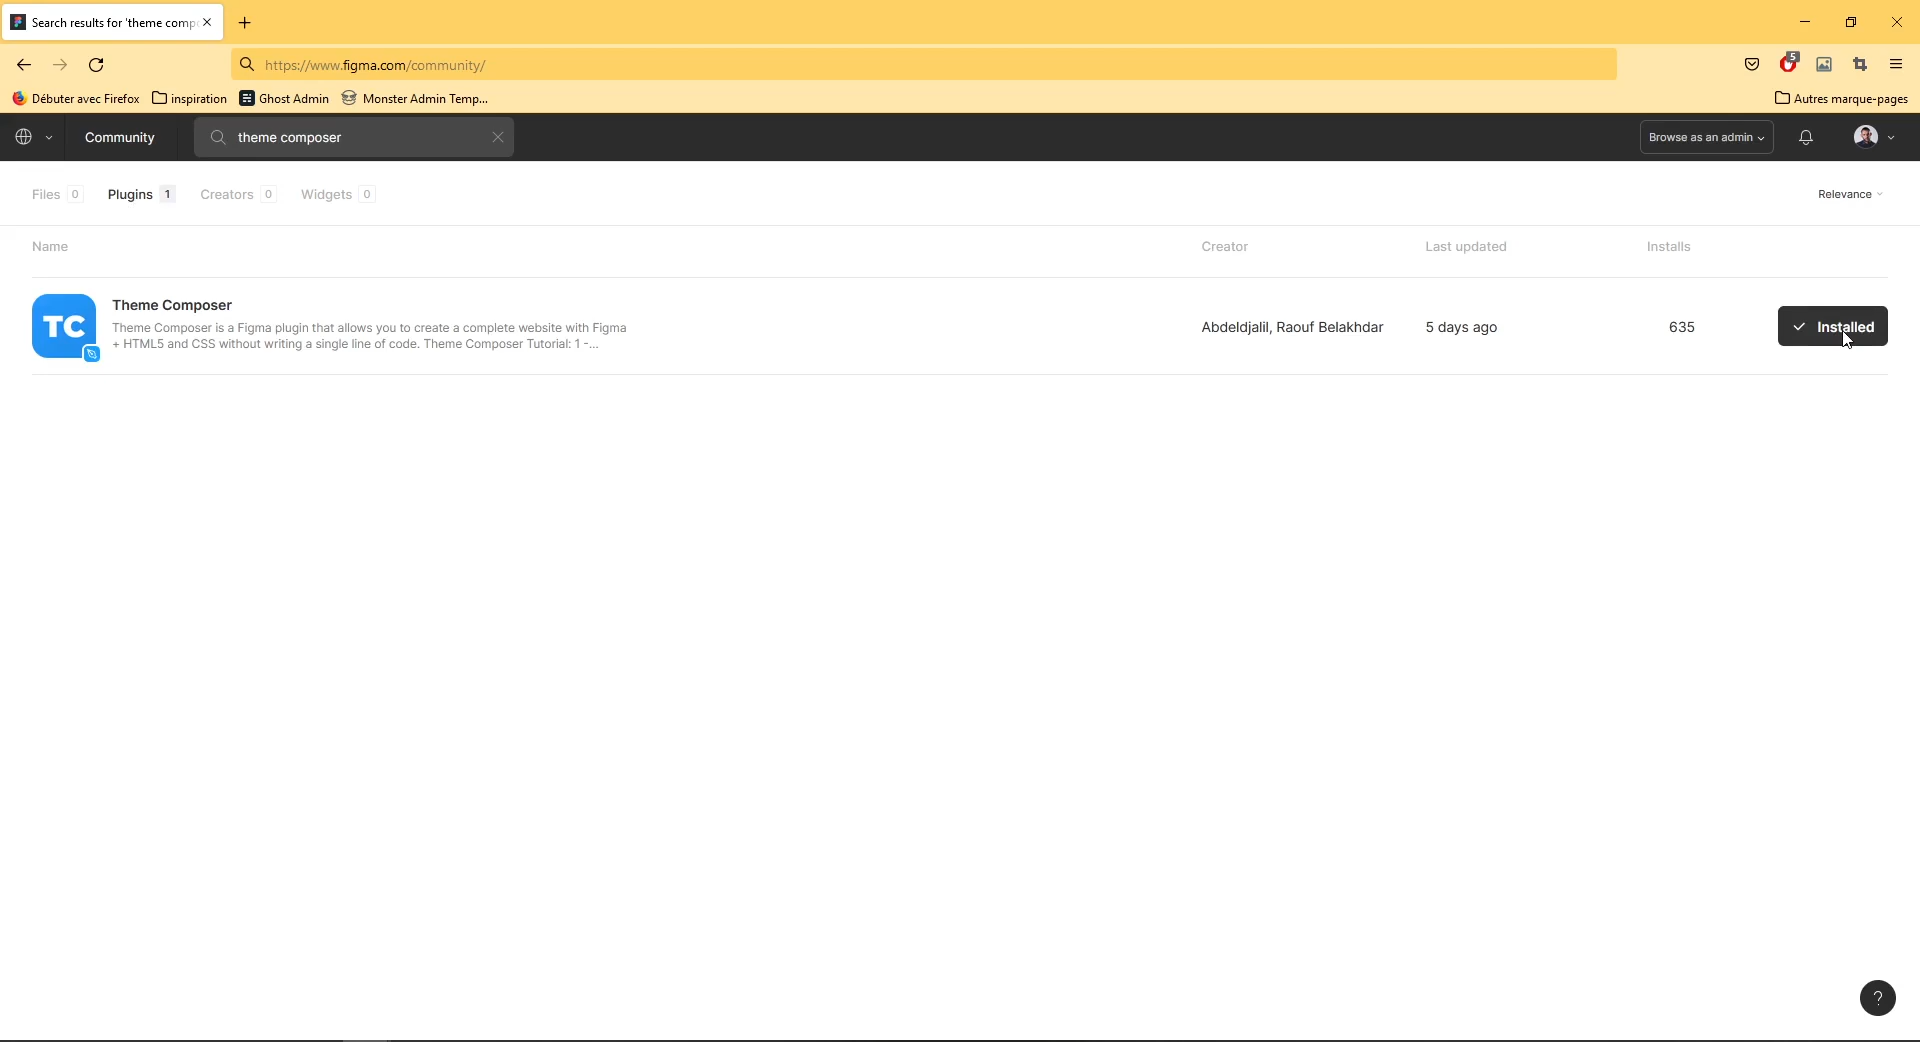 Search results for 'theme comp
https://www.figma.com/community/
5
Débuter avec Firefox
inspiration
Ghost Admin
Monster Admin Temp...
Autres marque-pages
Community
theme composer
Browse as an admin
Files 0
Plugins 1
Creators 0
Widgets 0
Relevance
Name
Creator
Last updated
Installs
TC
Theme Composer
Theme Composer is a Figma plugin that allows you to create a complete website with Figma
+ HTML5 and CSS without writing a single line of code. Theme Composer Tutorial: 1 -...
Abdeldjalil, Raouf Belakhdar
5 days ago
635
Installed
?